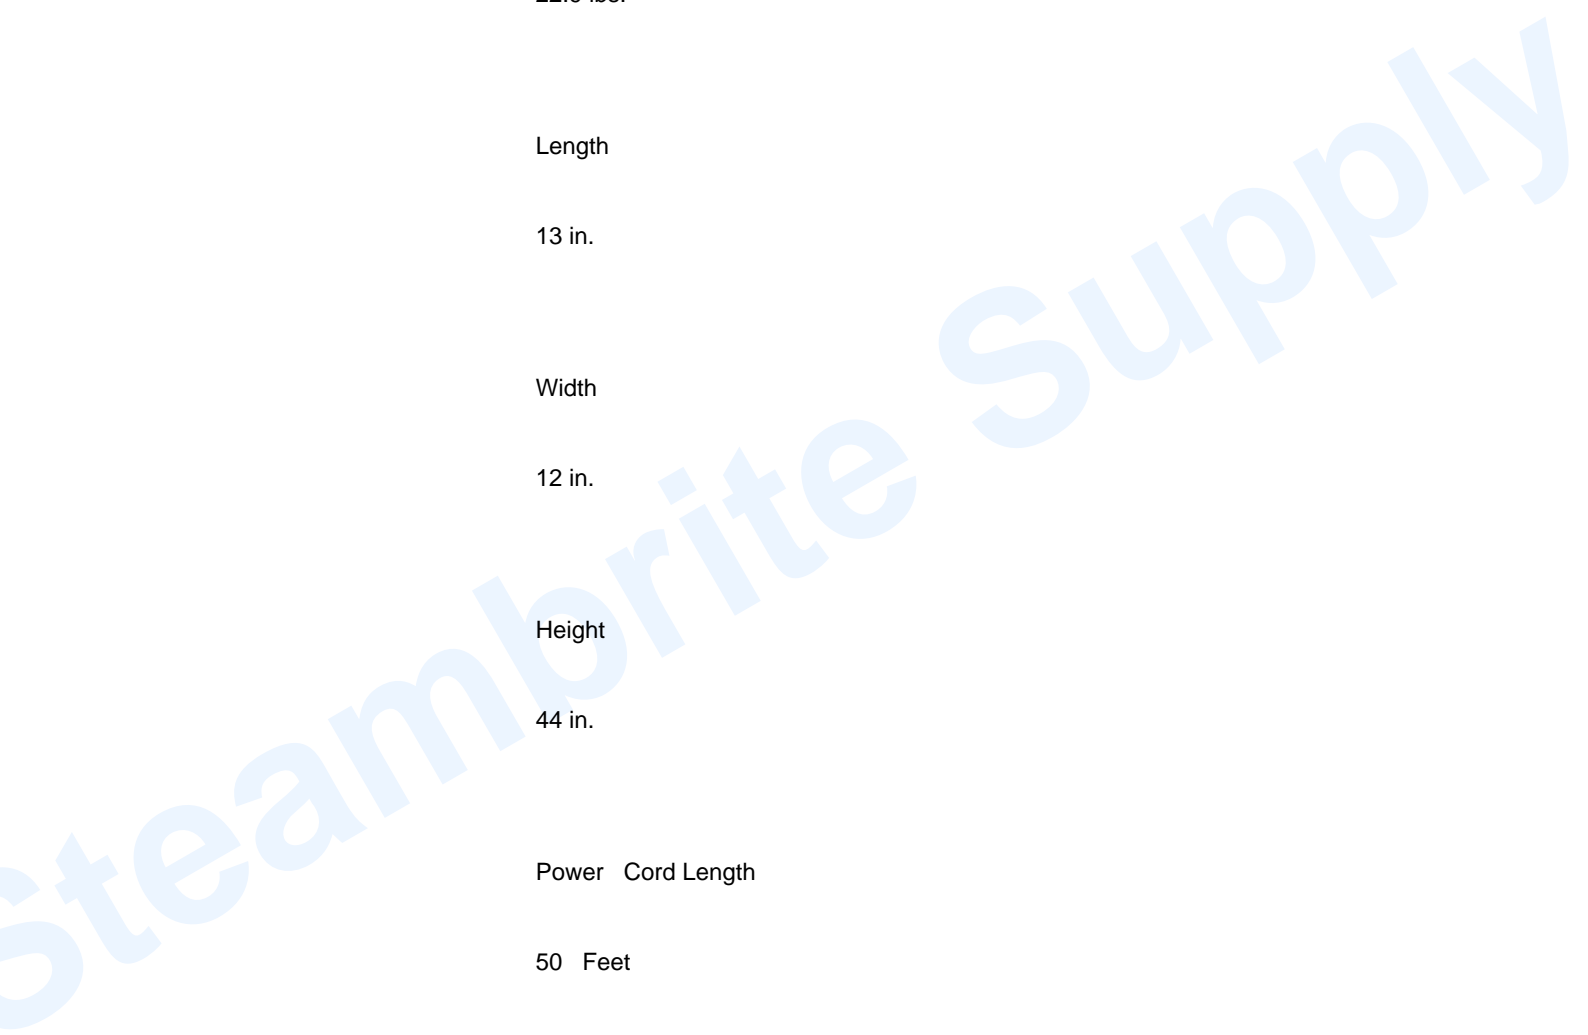 Length
13 in.
Width
12 in.
Height
44 in.
Power   Cord Length
50   Feet
Steambrite Supply